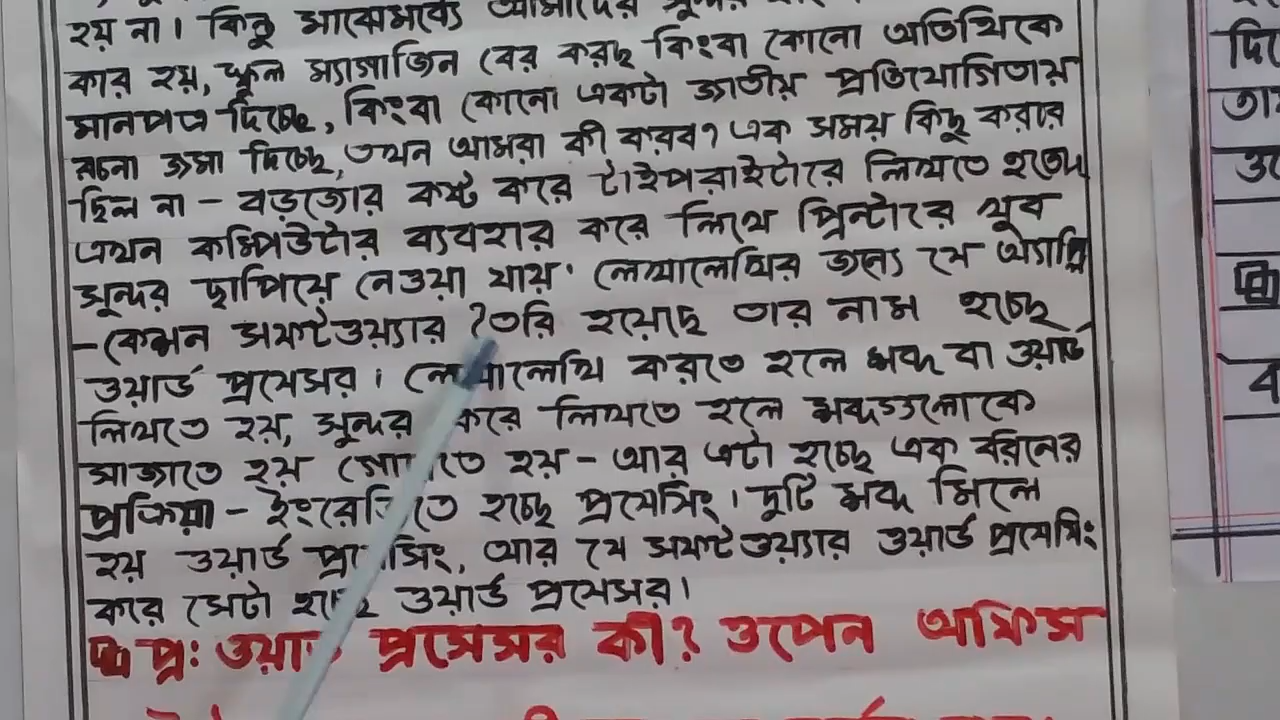 হয় না। কিন্তু মাঝেমধ্যে আমাদের সুন্দর
কার হয়, স্কুল ম্যাগাজিন বের করছ কিংবা কোনো অতিথিকে
মানপত্র দিচ্ছে, কিংবা কোনো একটা জাতীয় প্রতিযোগিতায়
রচনা জমা দিচ্ছে, তখন আমরা কী করব? এক সময় কিছু করার
ছিল না - বড়জোর কষ্ট করে টাইপরাইটারে লিখতে হতো
এখন কম্পিউটার ব্যবহার করে লিখে প্রিন্টারে খুব
সুন্দর ছাপিয়ে নেওয়া যায়। লেখালেখির জন্যে যে অ্যাপ্লি
-কেশন সফটওয়্যার তৈরি হয়েছে তার নাম হচ্ছে
ওয়ার্ড প্রসেসর। লেখালেখি করতে হলে শব্দ বা ওয়ার্ড
লিখতে হয়, সুন্দর করে লিখতে হলে শব্দগুলোকে
সাজাতে হয় হয় - আর এটা হচ্ছে এক ধরনের
প্রক্রিয়া - ইংরেজিতে হচ্ছে প্রসেসিং। দুটি শব্দ মিলে
হয় ওয়ার্ড প্রসেসিং, আর যে সফটওয়্যার ওয়ার্ড প্রসেসিং
করে সেটা হচ্ছে ওয়ার্ড প্রসেসর।
প্র: ওয়ার্ড প্রসেসর কী? ওপেন অফিস
দি
তা
ও
ব